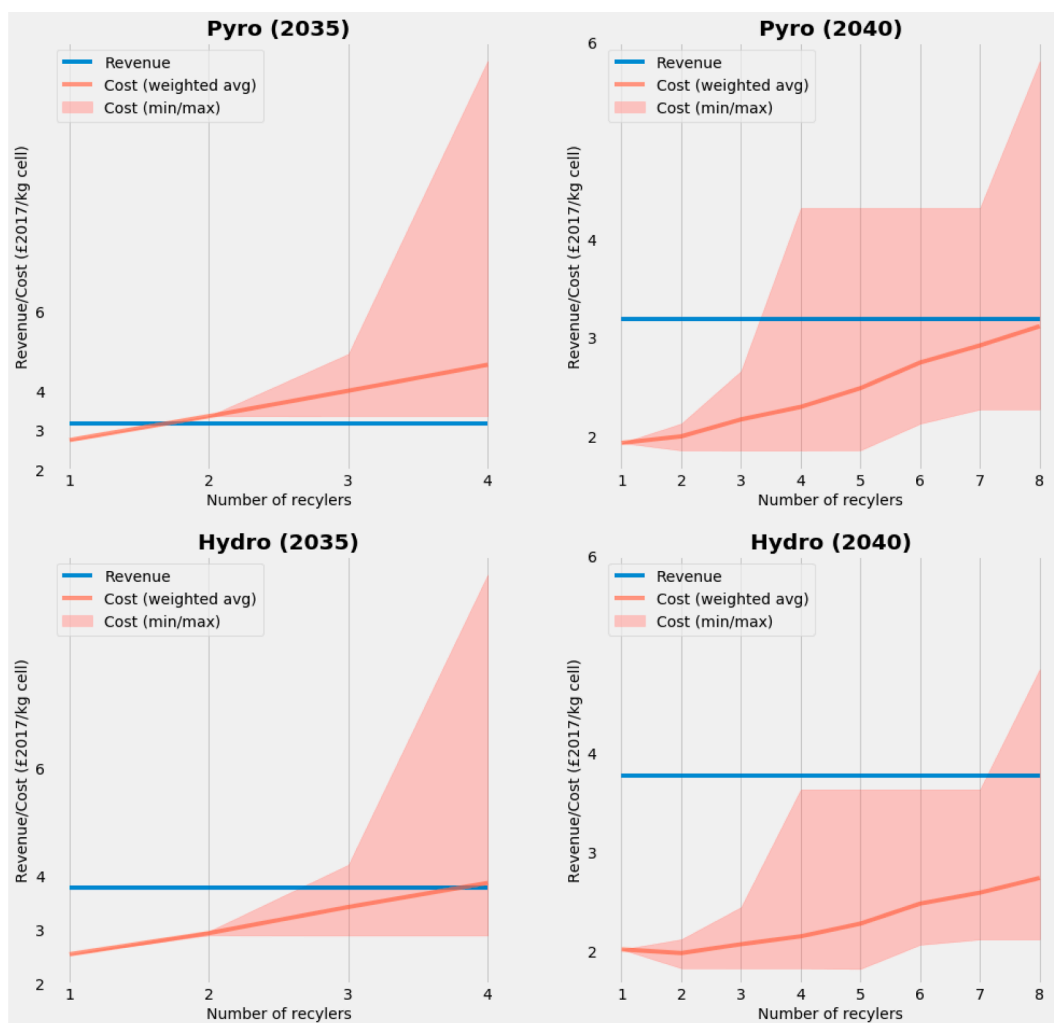 Pyro (2035)
Revenue
Cost (weighted avg)
Cost (min/max)
Revenue/Cost (£2017/kg cell)
6
4
3
2
1 2 3 4
Number of recylers
Pyro (2040)
Revenue
Cost (weighted avg)
Cost (min/max)
Revenue/Cost (£2017/kg cell)
6
4
3
2
1 2 3 4 5 6 7 8
Number of recylers
Hydro (2035)
Revenue
Cost (weighted avg)
Cost (min/max)
Revenue/Cost (£2017/kg cell)
6
4
3
2
1 2 3 4
Number of recylers
Hydro (2040)
Revenue
Cost (weighted avg)
Cost (min/max)
Revenue/Cost (£2017/kg cell)
6
4
3
2
1 2 3 4 5 6 7 8
Number of recylers